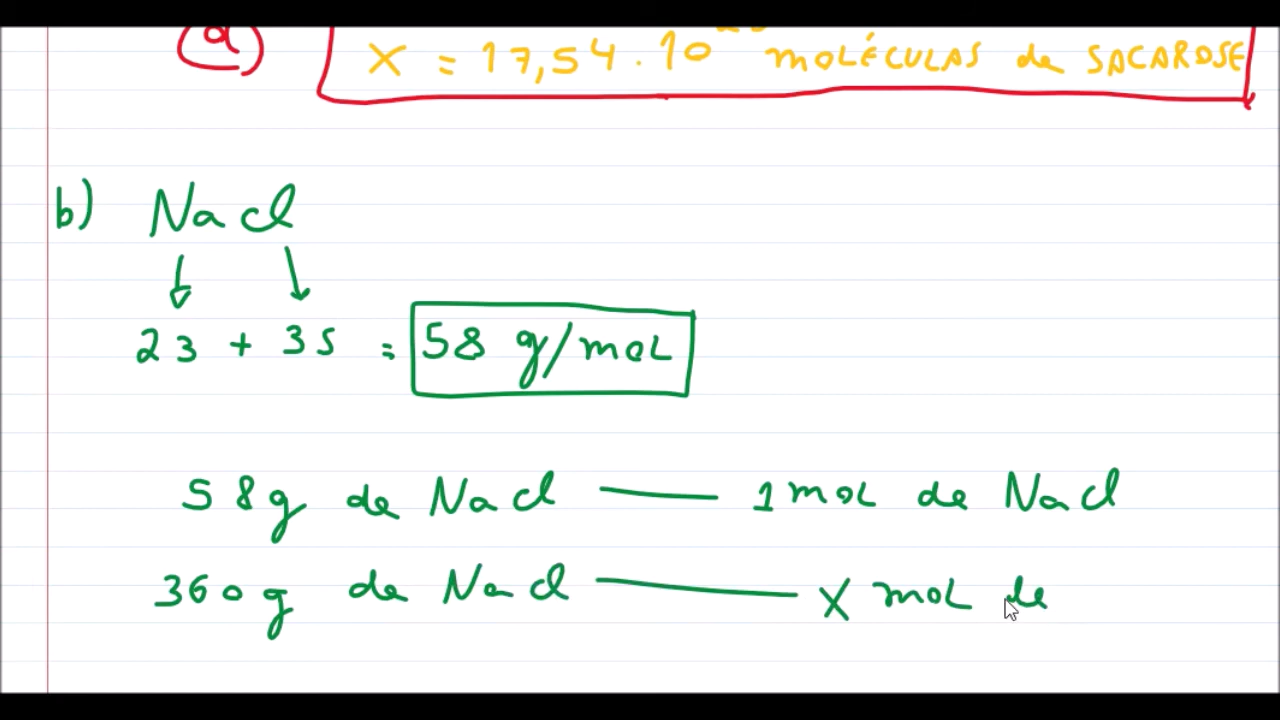 a)
X = 17,54 . 10 MOLÉCULAS de SACAROSE
b) NaCl
23 + 35 = 58 g/mol
58g de NaCl — 1 mol de NaCl
360g de NaCl — X mol de